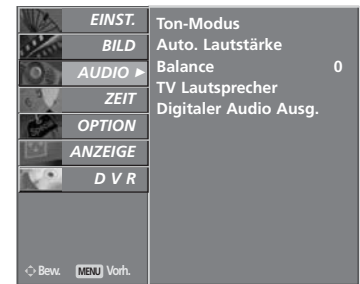 EINST.
BILD
AUDIO ►
ZEIT
OPTION
ANZEIGE
D V R
Bew. MENU Vorh.
Ton-Modus
Auto. Lautstärke
Balance 0
TV Lautsprecher
Digitaler Audio Ausg.